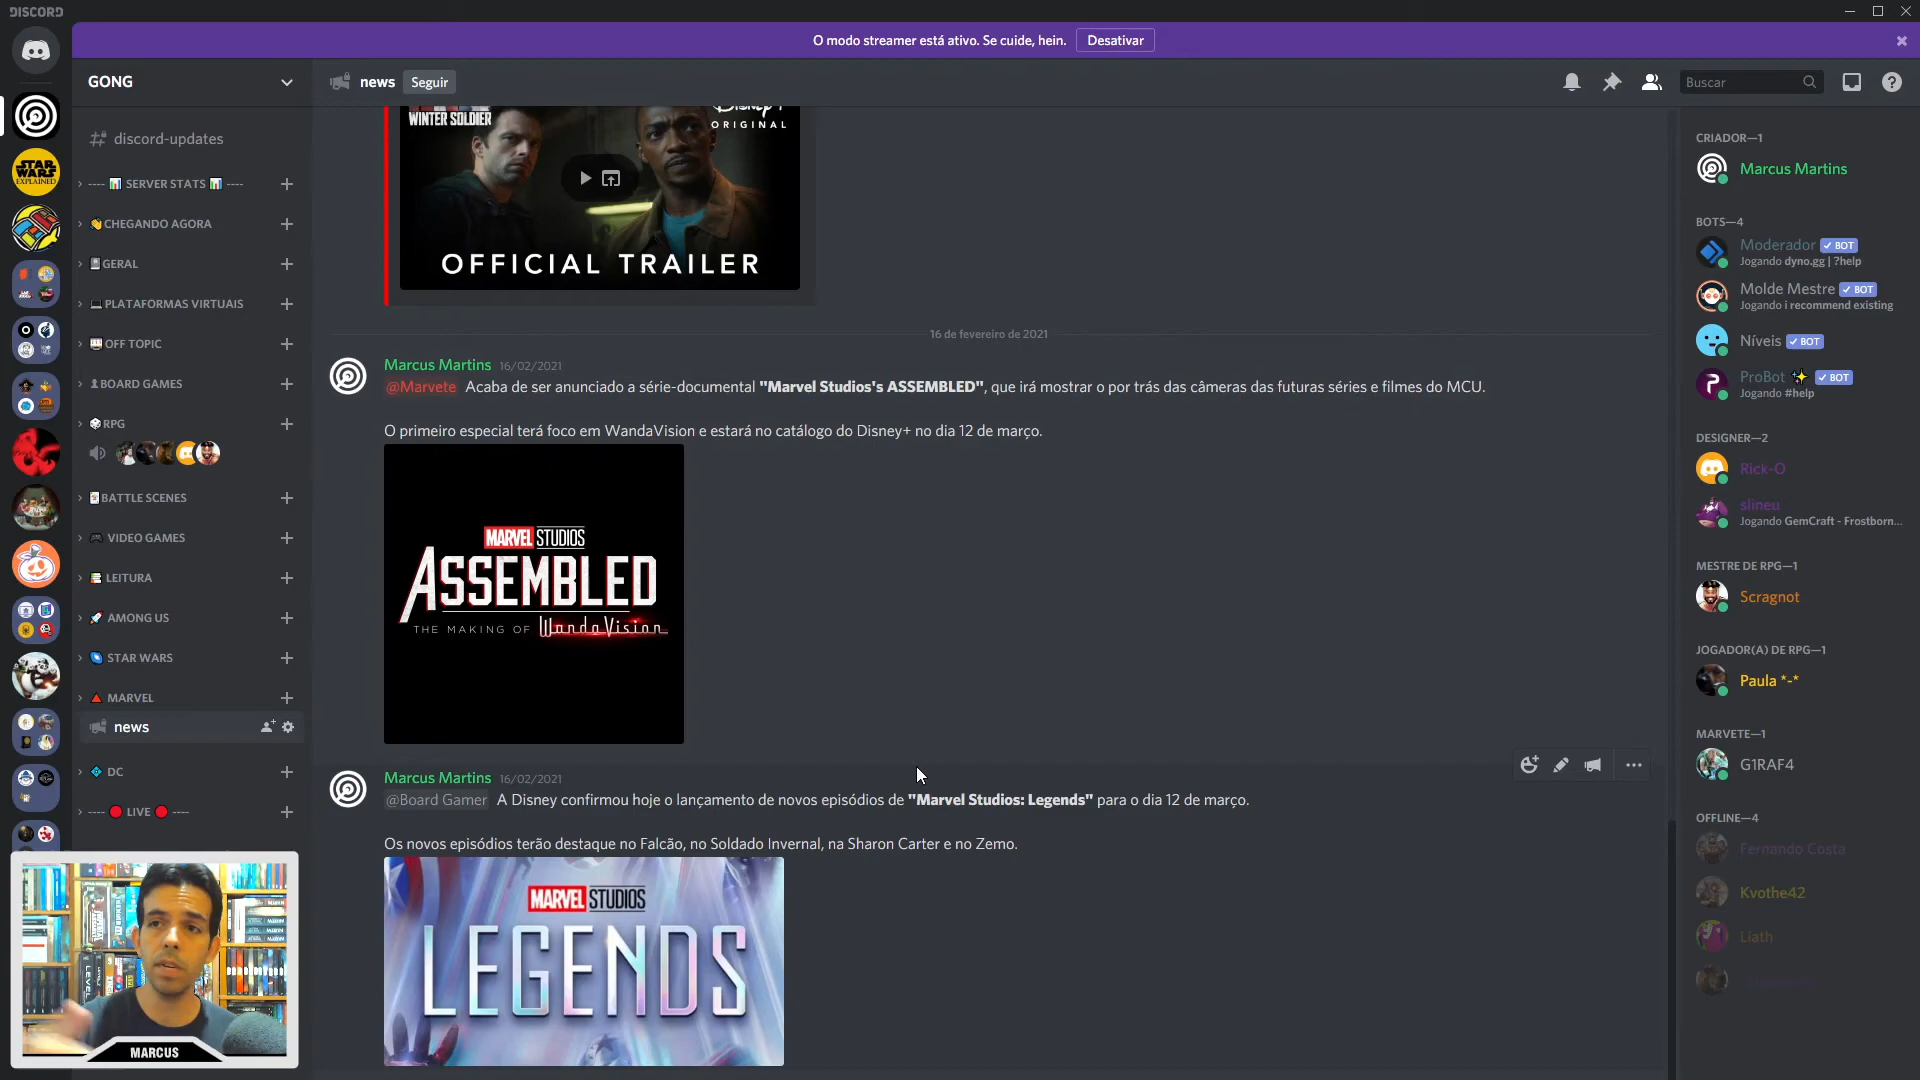 DISCORD
O modo streamer está ativo. Se cuide, hein.
Desativar
GONG
news
Seguir
Buscar
discord-updates
---- SERVER STATS ----
CHEGANDO AGORA
GERAL
PLATAFORMAS VIRTUAIS
OFF TOPIC
BOARD GAMES
RPG
BATTLE SCENES
VIDEO GAMES
LEITURA
AMONG US
STAR WARS
MARVEL
news
DC
---- LIVE ----
STAR WARS
EXPLAINED
WINTER SOLDIER
Disney+
ORIGINAL
OFFICIAL TRAILER
16 de fevereiro de 2021
Marcus Martins 16/02/2021
@Marvete Acaba de ser anunciado a série-documental "Marvel Studios's ASSEMBLED", que irá mostrar o por trás das câmeras das futuras séries e filmes do MCU.
O primeiro especial terá foco em WandaVision e estará no catálogo do Disney+ no dia 12 de março.
MARVEL STUDIOS
ASSEMBLED
THE MAKING OF WandaVision
Marcus Martins 16/02/2021
@Board Gamer A Disney confirmou hoje o lançamento de novos episódios de "Marvel Studios: Legends" para o dia 12 de março.
Os novos episódios terão destaque no Falcão, no Soldado Invernal, na Sharon Carter e no Zemo.
MARVEL STUDIOS
LEGENDS
CRIADOR—1
Marcus Martins
BOTS—4
Moderador BOT
Jogando dyno.gg | ?help
Molde Mestre BOT
Jogando i recommend existing
Níveis BOT
ProBot BOT
Jogando #help
DESIGNER—2
Rick-O
slineu
Jogando GemCraft - Frostborn...
MESTRE DE RPG—1
Scragnot
JOGADOR(A) DE RPG—1
Paula *-*
MARVETE—1
G1RAF4
OFFLINE—4
Fernando Costa
Kvothe42
Liath
MARCUS